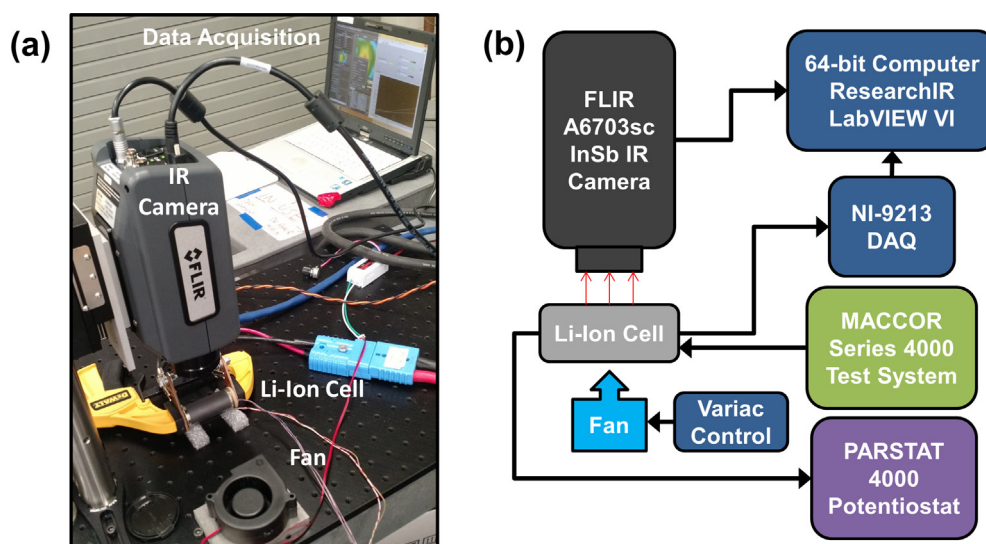 (a)
Data Acquisition
IR
Camera
FLIR
DEWALT
Li-Ion Cell
Fan
(b)
FLIR
A6703sc
InSb IR
Camera
64-bit Computer
ResearchIR
LabVIEW VI
NI-9213
DAQ
Li-Ion Cell
MACCOR
Series 4000
Test System
Fan
Variac
Control
PARSTAT
4000
Potentiostat